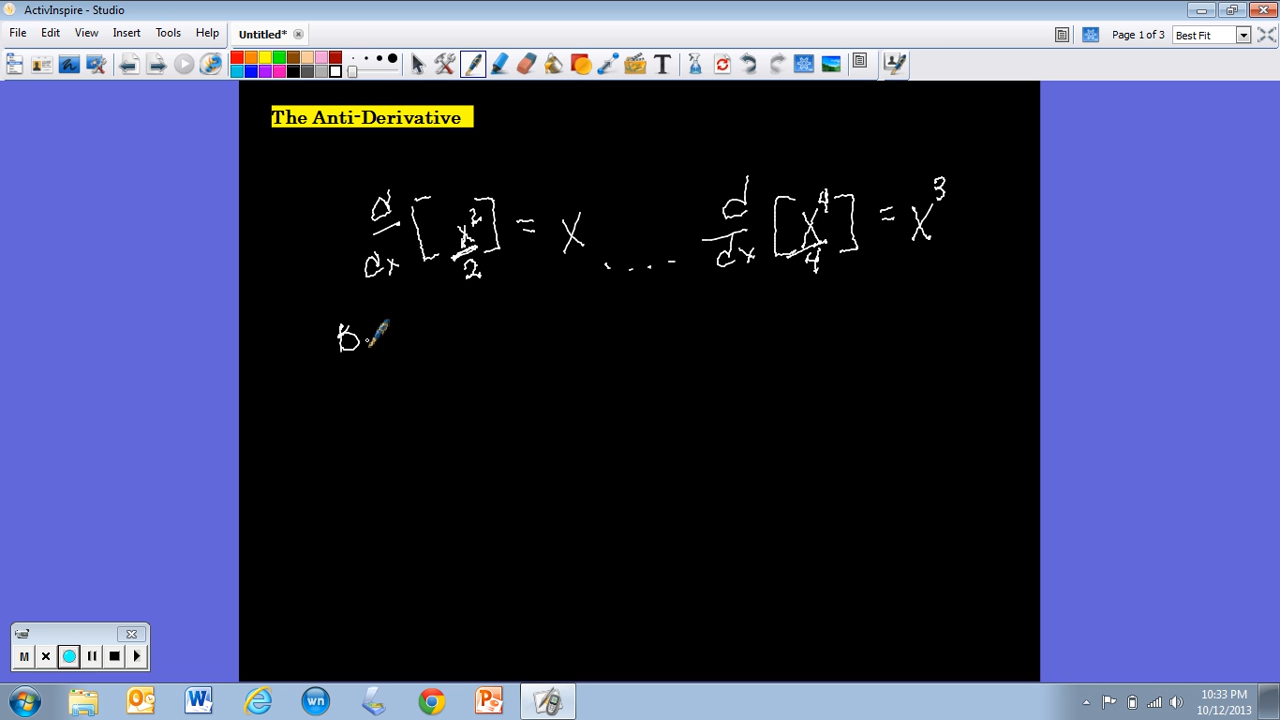 ActivInspire - Studio
File Edit View Insert Tools Help Untitled* Page 1 of 3 Best Fit
The Anti-Derivative
d/dx [x²/2] = x .... d/dx [x⁴/4] = x³
M
10:33 PM
10/12/2013